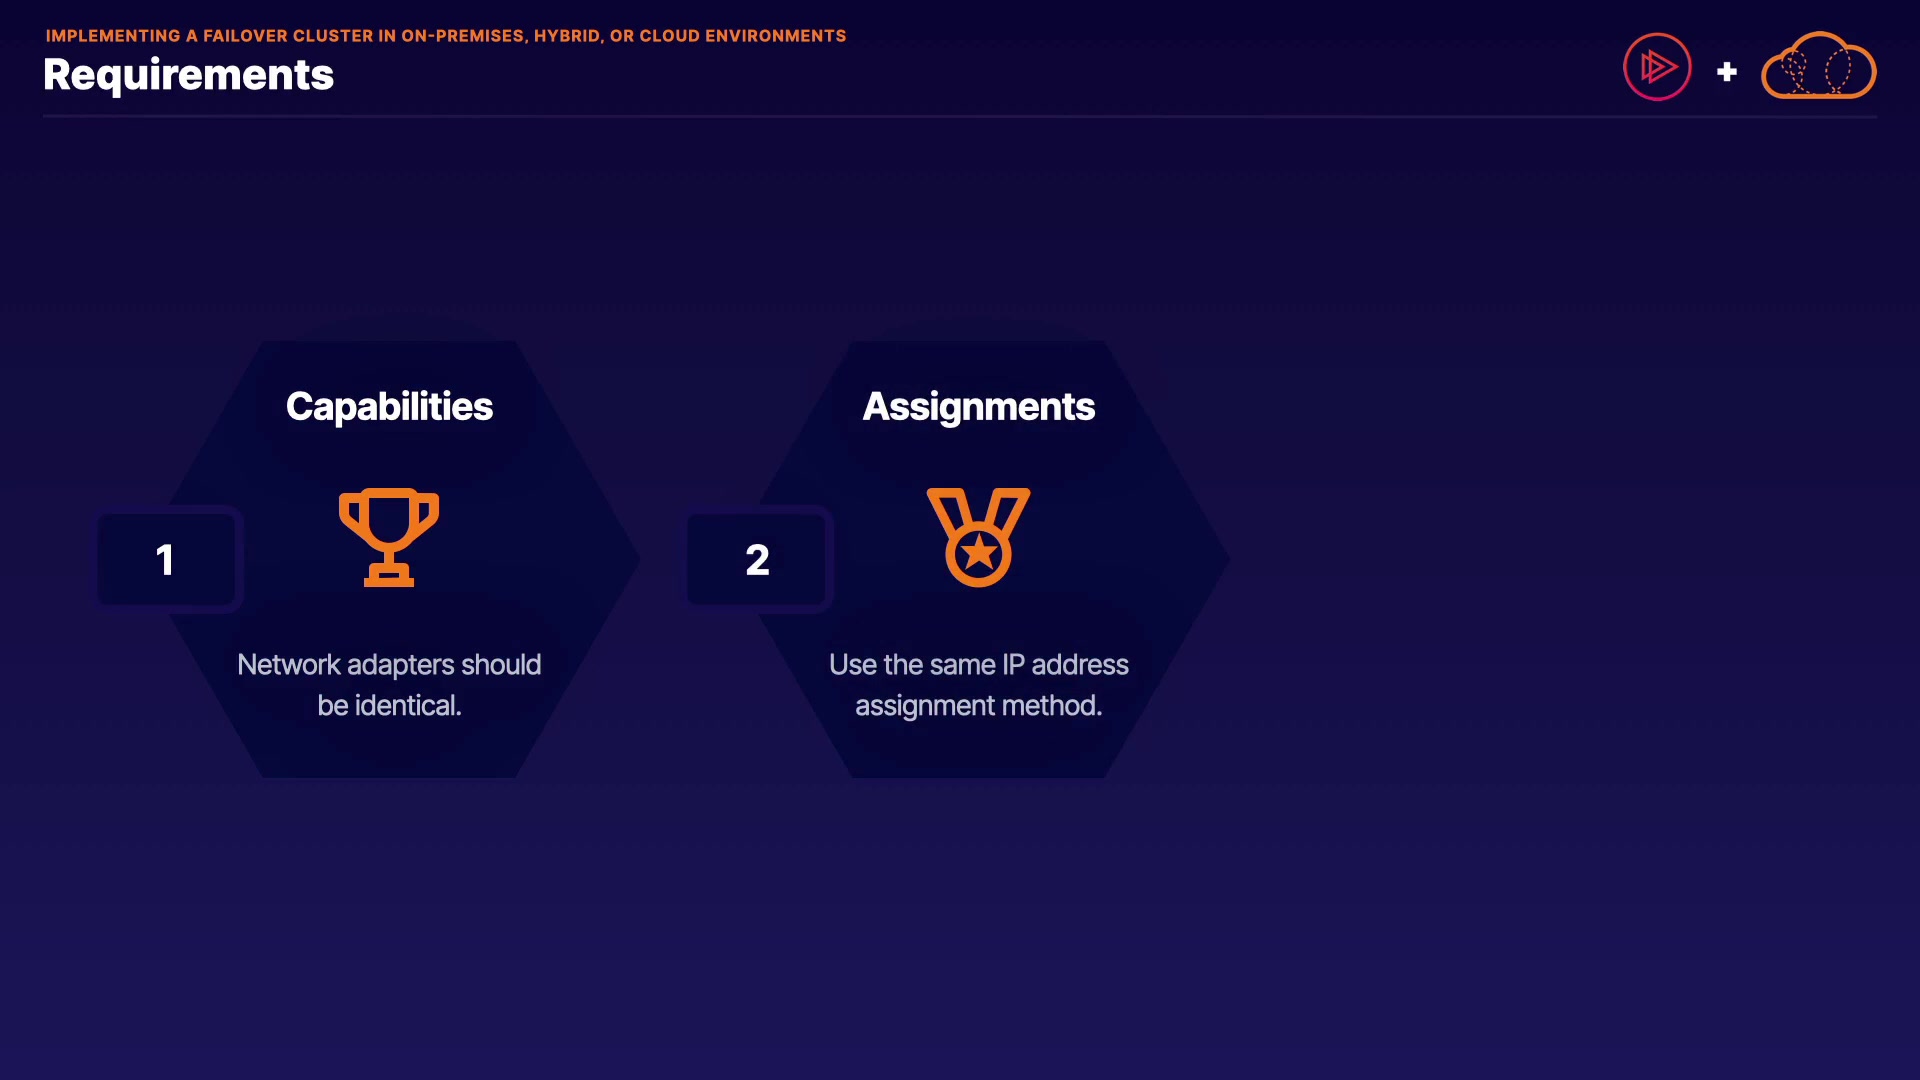 IMPLEMENTING A FAILOVER CLUSTER IN ON-PREMISES, HYBRID, OR CLOUD ENVIRONMENTS
Requirements
Capabilities
1
Network adapters should
be identical.
Assignments
2
Use the same IP address
assignment method.